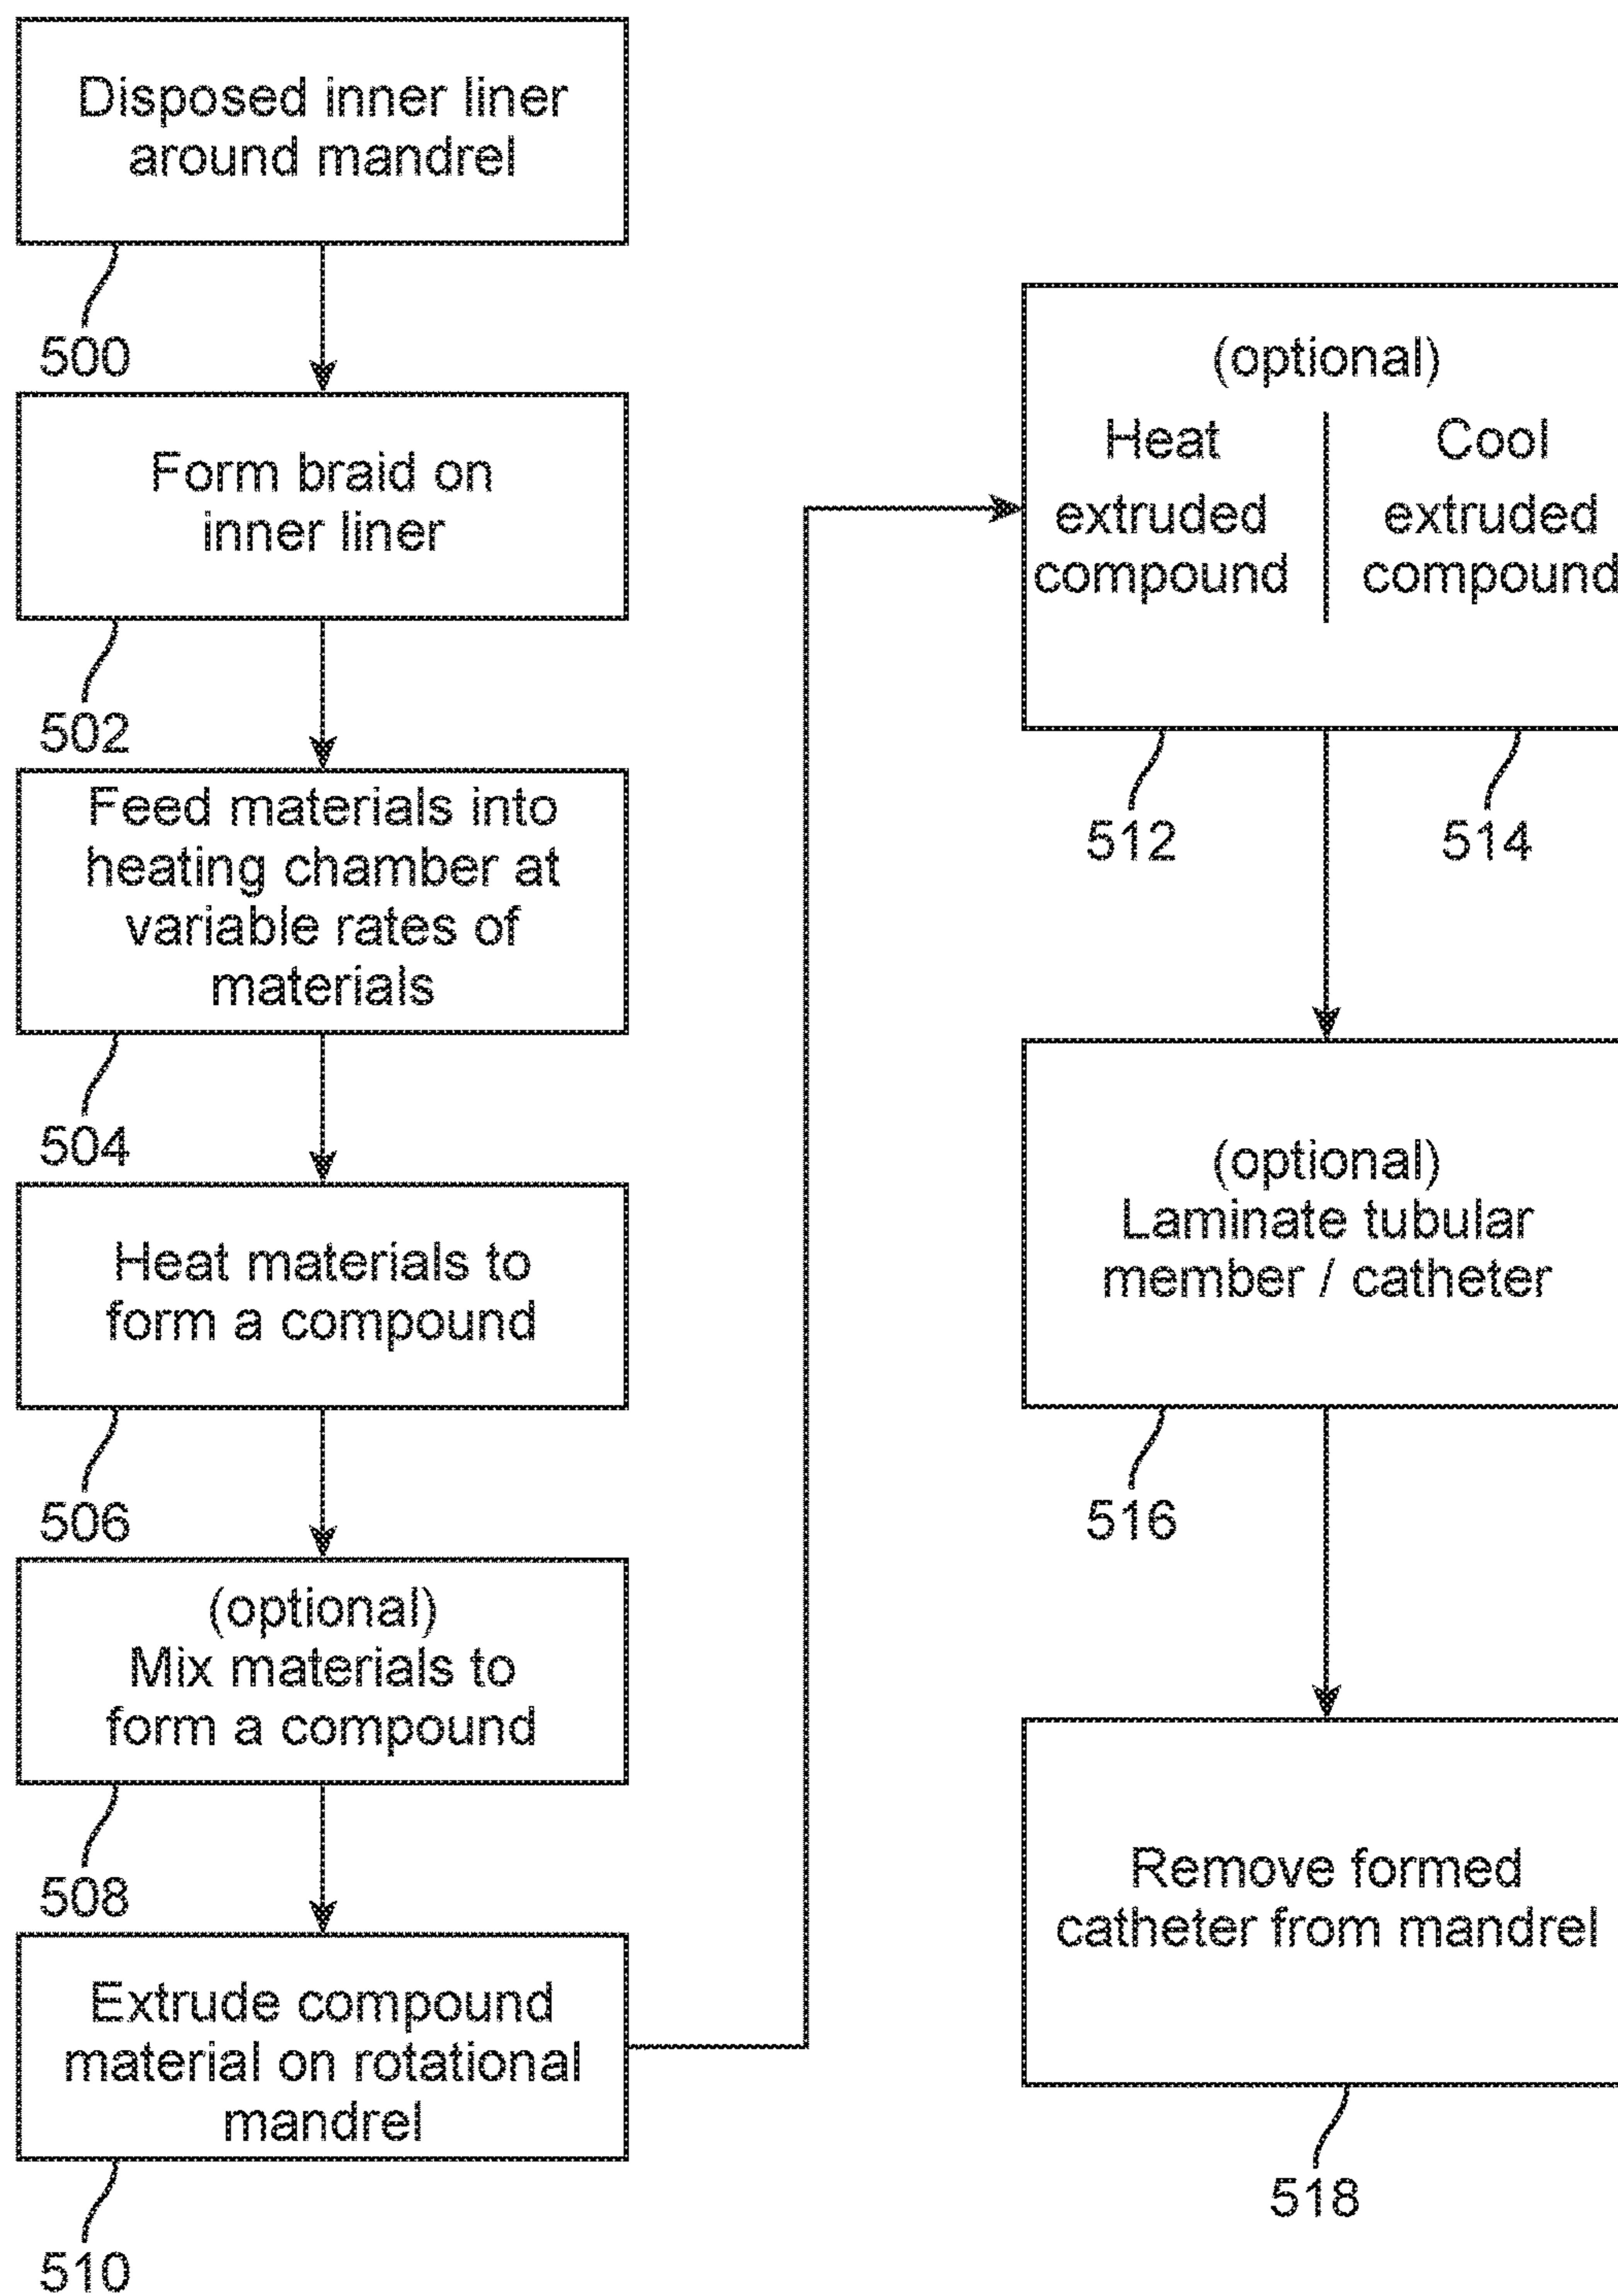 Disposed inner liner
around mandrel
500
Form braid on
inner liner
502
Feed materials into
heating chamber at
variable rates of
materials
504
Heat materials to
form a compound
506
(optional)
Mix materials to
form a compound
508
Extrude compound
material on rotational
mandrel
510
(optional)
Heat
extruded
compound
Cool
extruded
compound
512
514
(optional)
Laminate tubular
member / catheter
516
Remove formed
catheter from mandrel
518